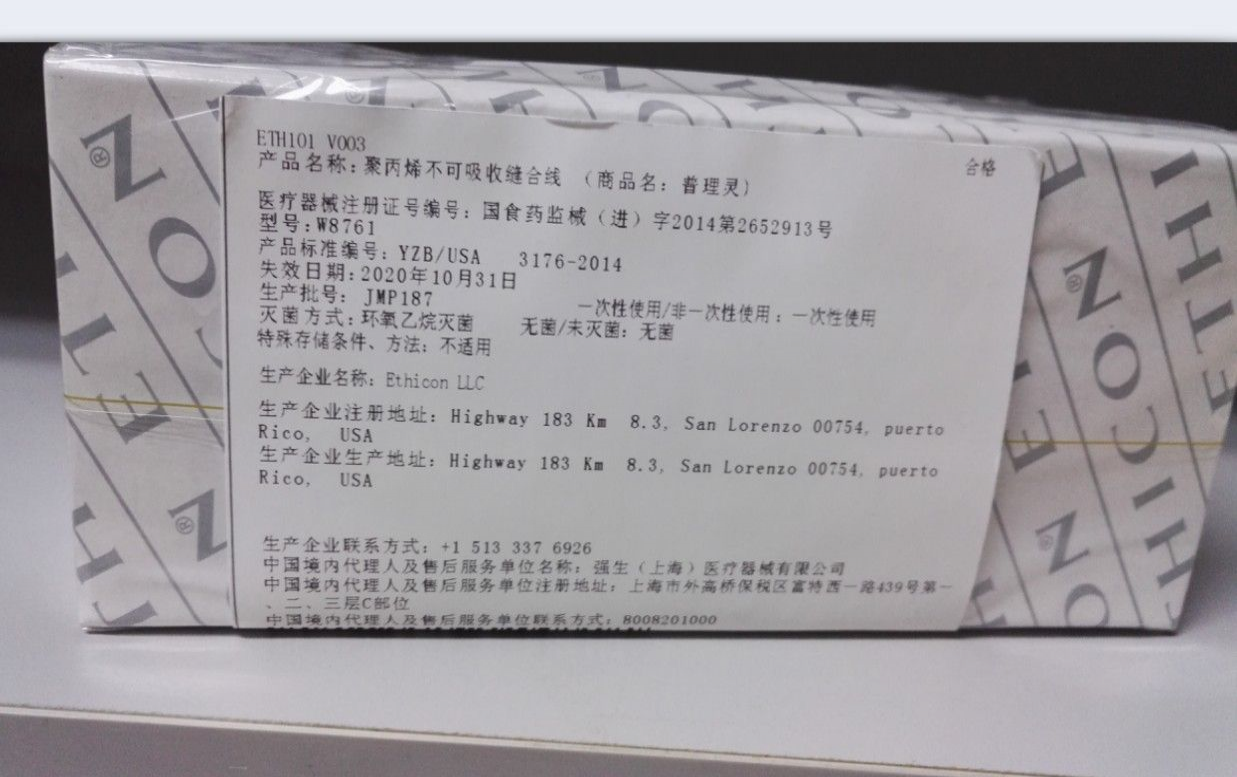 ETH101 V003
合格
产品名称：聚丙烯不可吸收缝合线 （商品名：普理灵）
医疗器械注册证号编号：国食药监械（进）字2014第2652913号
型号：W8761
产品标准编号：YZB/USA 3176-2014
失效日期：2020年10月31日
生产批号： JMP187 一次性使用/非一次性使用：一次性使用
灭菌方式：环氧乙烷灭菌 无菌/未灭菌：无菌
特殊存储条件、方法：不适用
生产企业名称：Ethicon LLC
生产企业注册地址：Highway 183 Km 8.3, San Lorenzo 00754, puerto
Rico, USA
生产企业生产地址：Highway 183 Km 8.3, San Lorenzo 00754, puerto
Rico, USA
生产企业联系方式：+1 513 337 6926
中国境内代理人及售后服务单位名称：强生（上海）医疗器械有限公司
中国境内代理人及售后服务单位注册地址：上海市外高桥保税区富特西一路439号第一
、二、三层C部位
中国境内代理人及售后服务单位联系方式：8008201000
ETHICON®